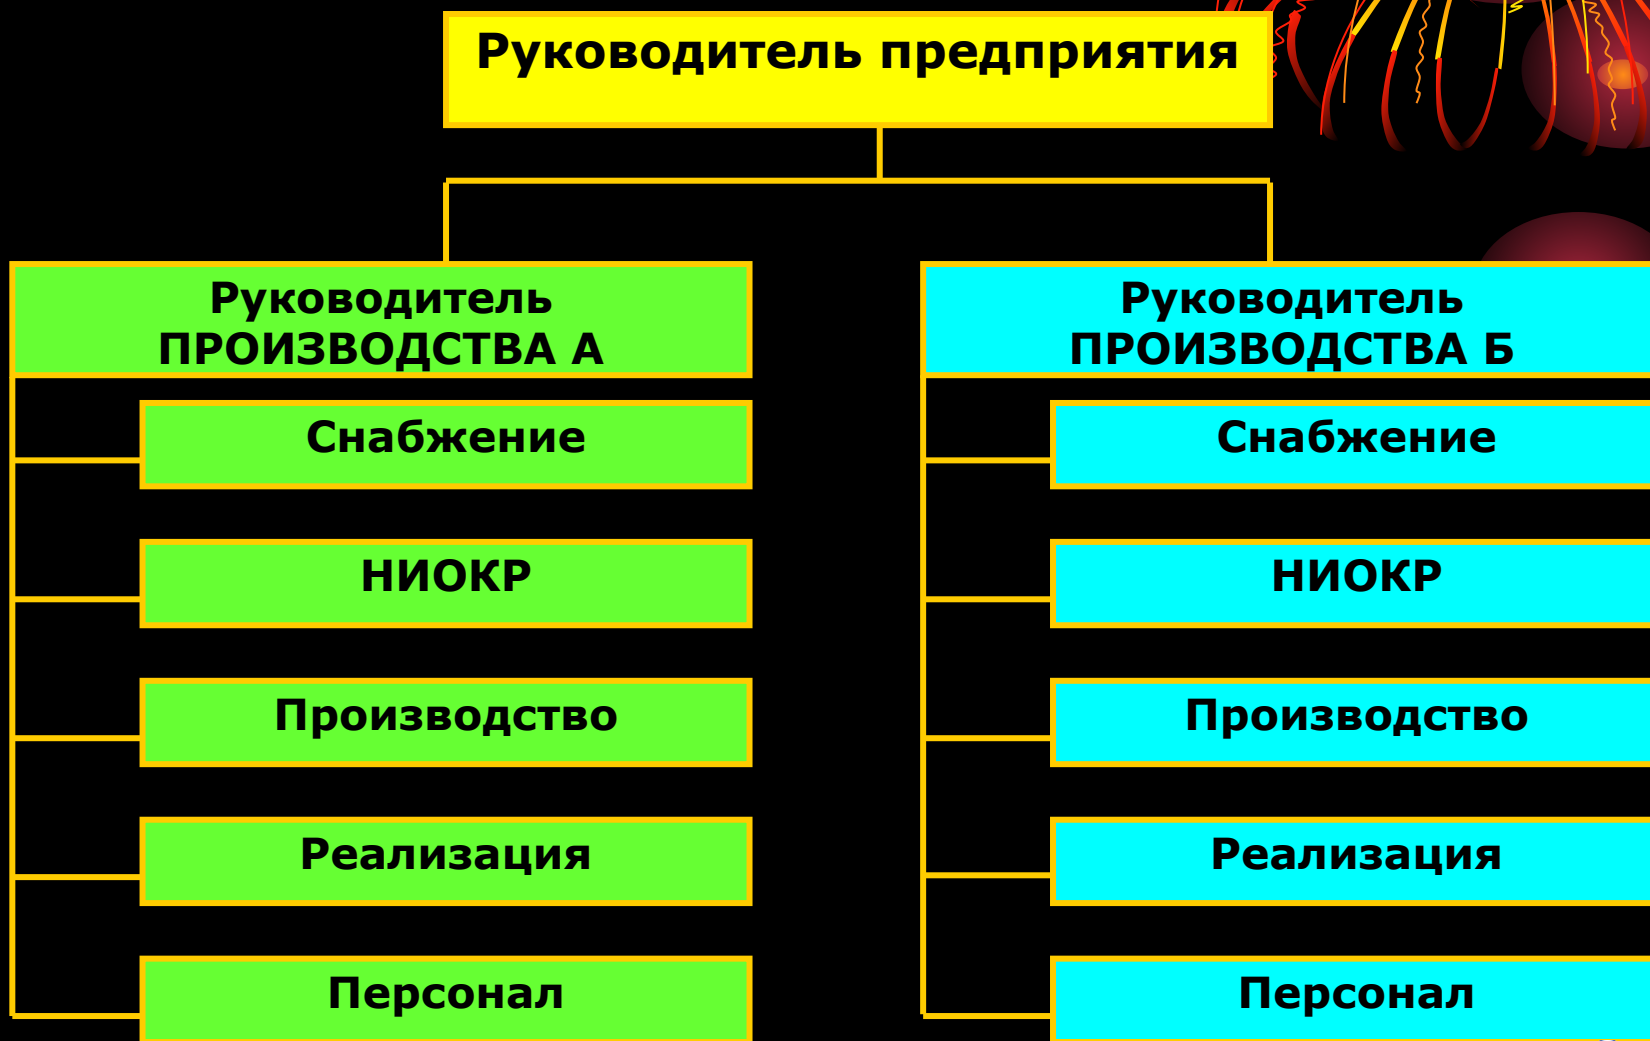 Руководитель предприятия
Руководитель
ПРОИЗВОДСТВА А
Снабжение
НИОКР
Производство
Реализация
Персонал
Руководитель
ПРОИЗВОДСТВА Б
Снабжение
НИОКР
Производство
Реализация
Персонал